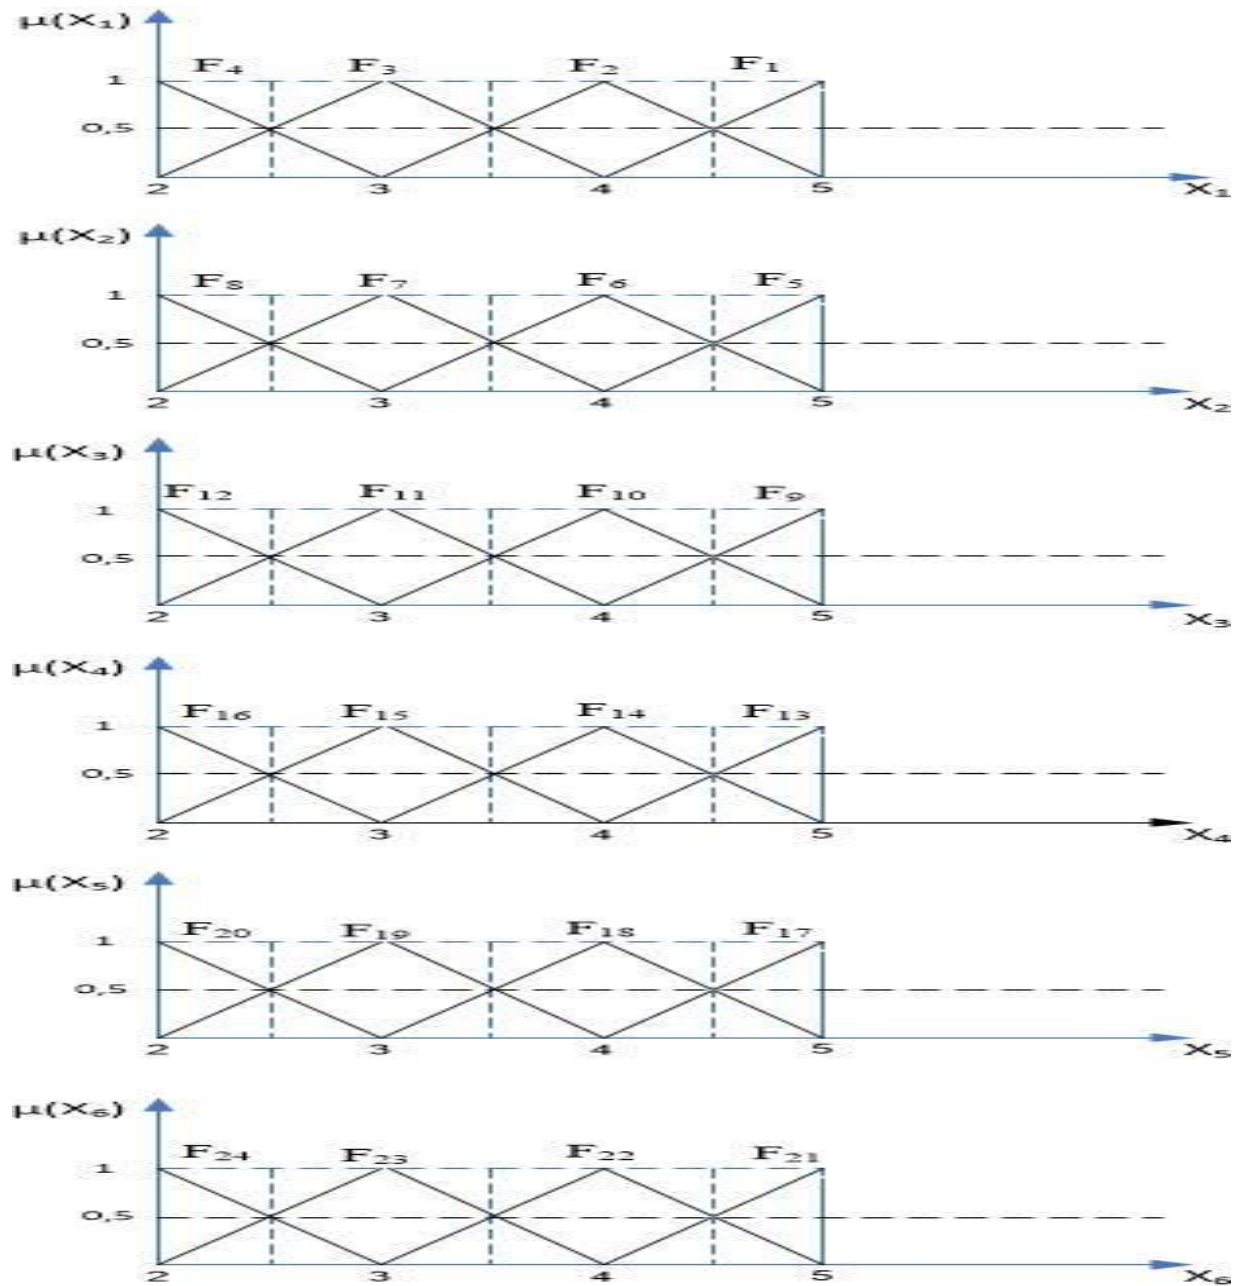 μ(X₁)
F₄ F₃ F₂ F₁
1
0,5
2 3 4 5 X₁
μ(X₂)
F₈ F₇ F₆ F₅
1
0,5
2 3 4 5 X₂
μ(X₃)
F₁₂ F₁₁ F₁₀ F₉
1
0,5
2 3 4 5 X₃
μ(X₄)
F₁₆ F₁₅ F₁₄ F₁₃
1
0,5
2 3 4 5 X₄
μ(X₅)
F₂₀ F₁₉ F₁₈ F₁₇
1
0,5
2 3 4 5 X₅
μ(X₆)
F₂₄ F₂₃ F₂₂ F₂₁
1
0,5
2 3 4 5 X₆